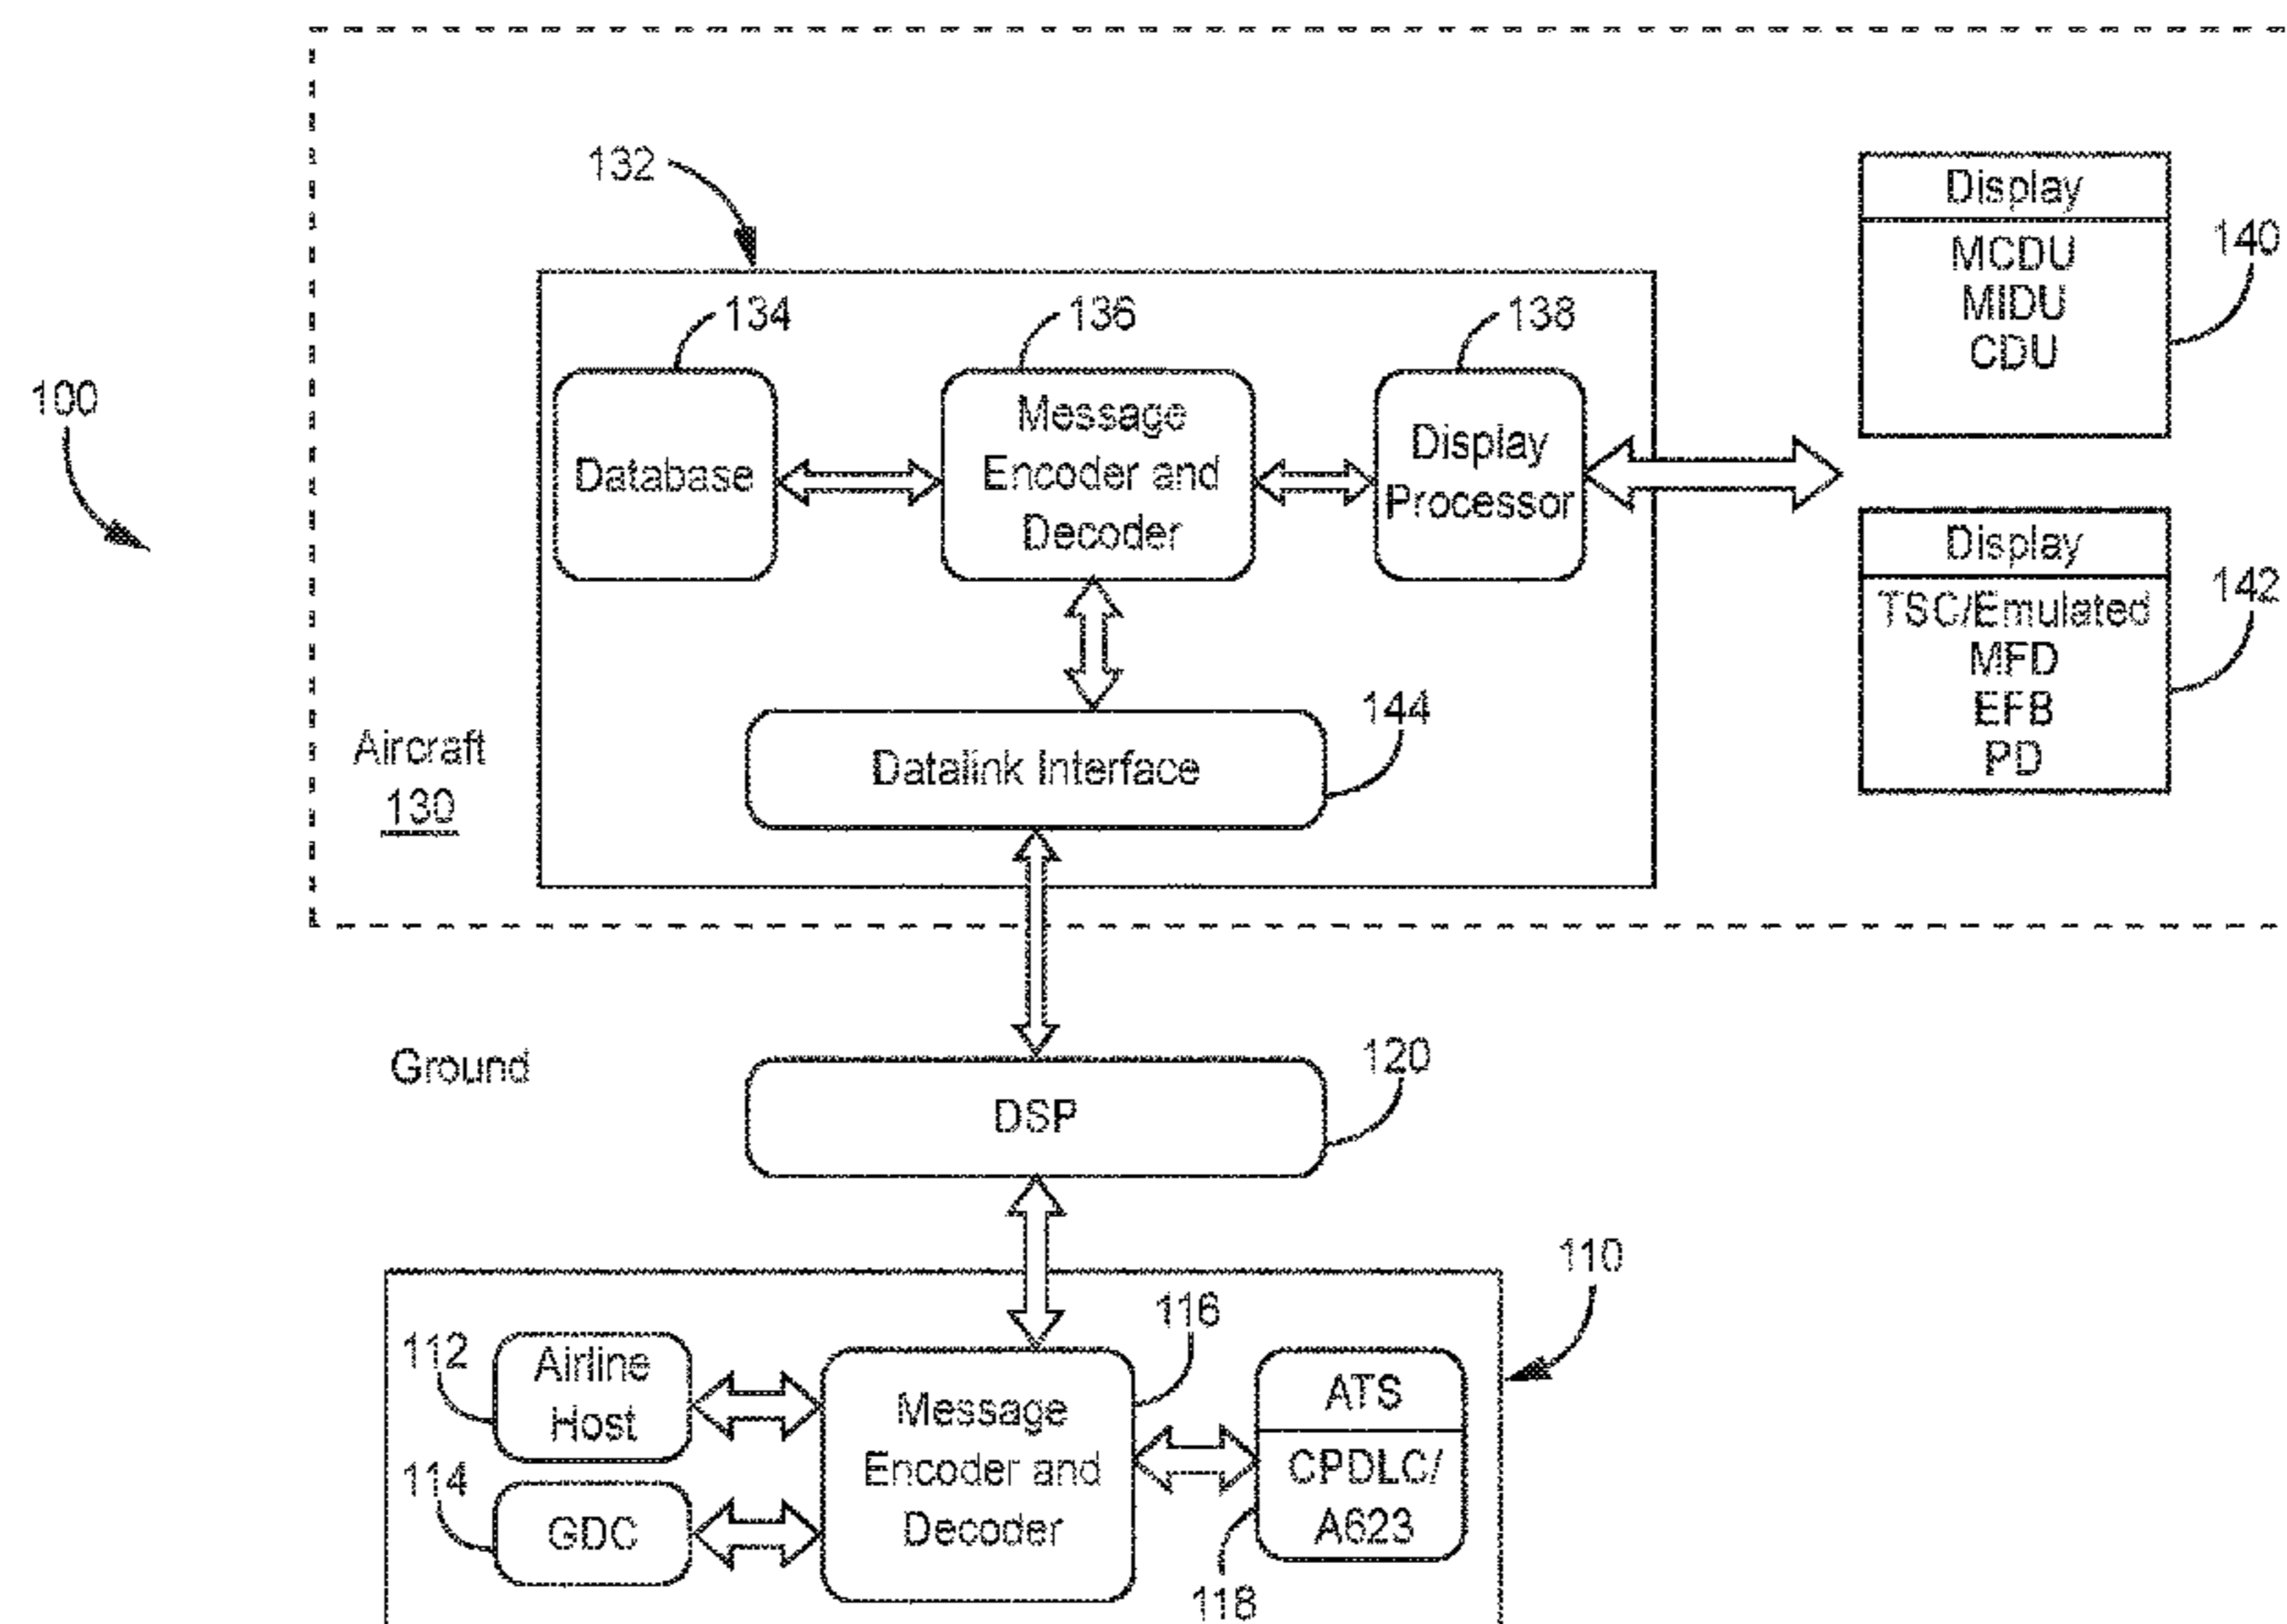 132
Display
MCDU
MIDU
CDU
140
134
136
138
100
Database
Message
Encoder and
Decoder
Display
Processor
Display
TSC/Emulated
MFD
EFB
PD
142
Aircraft
130
Datalink Interface
144
Ground
DSP
120
110
112
Airline
Host
114
GDC
Message
Encoder and
Decoder
116
ATS
CPDLC/
A623
118